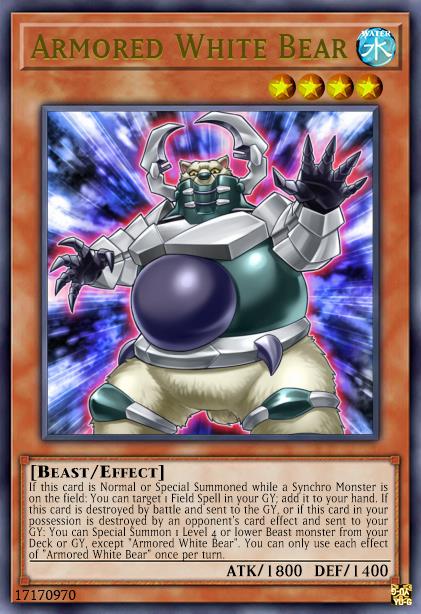 ARMORED WHITE BEAR
WATER
水
[BEAST/EFFECT]
If this card is Normal or Special Summoned while a Synchro Monster is
on the field: You can target 1 Field Spell in your GY; add it to your hand. If
this card is destroyed by battle and sent to the GY, or if this card in your
possession is destroyed by an opponent's card effect and sent to your
GY: You can Special Summon 1 Level 4 or lower Beast monster from your
Deck or GY, except "Armored White Bear". You can only use each effect
of "Armored White Bear" once per turn.
ATK/1800 DEF/1400
17170970